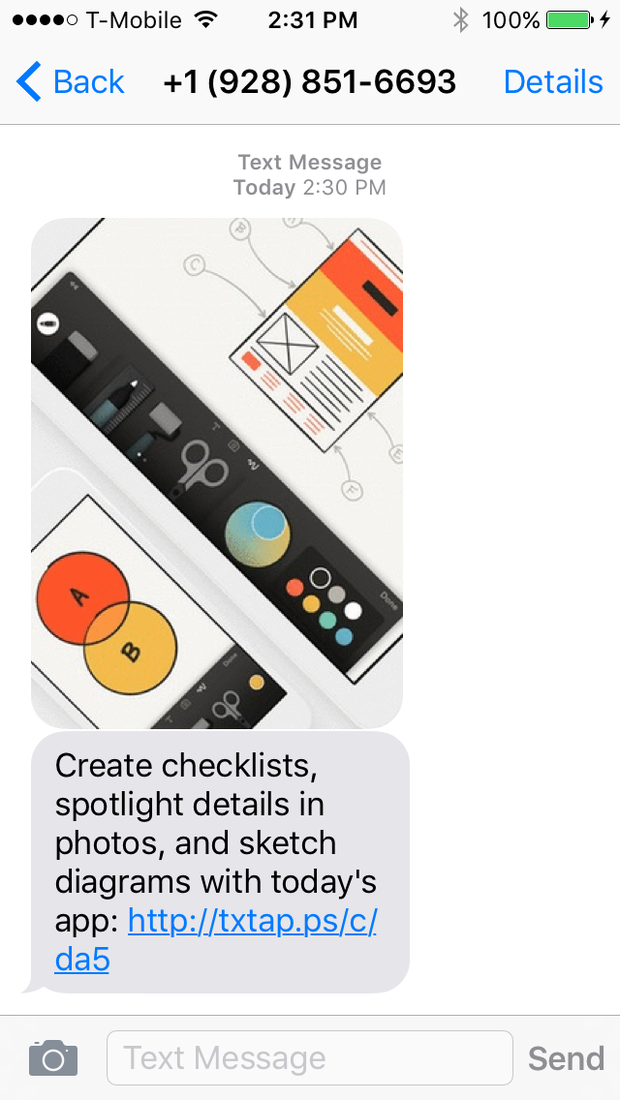 T-Mobile 2:31 PM 100%
Back +1 (928) 851-6693 Details
Text Message
Today 2:30 PM
B
C
E
F
T
Done
A
B
Done
T
Create checklists,
spotlight details in
photos, and sketch
diagrams with today's
app: http://txtap.ps/c/
da5
Text Message Send